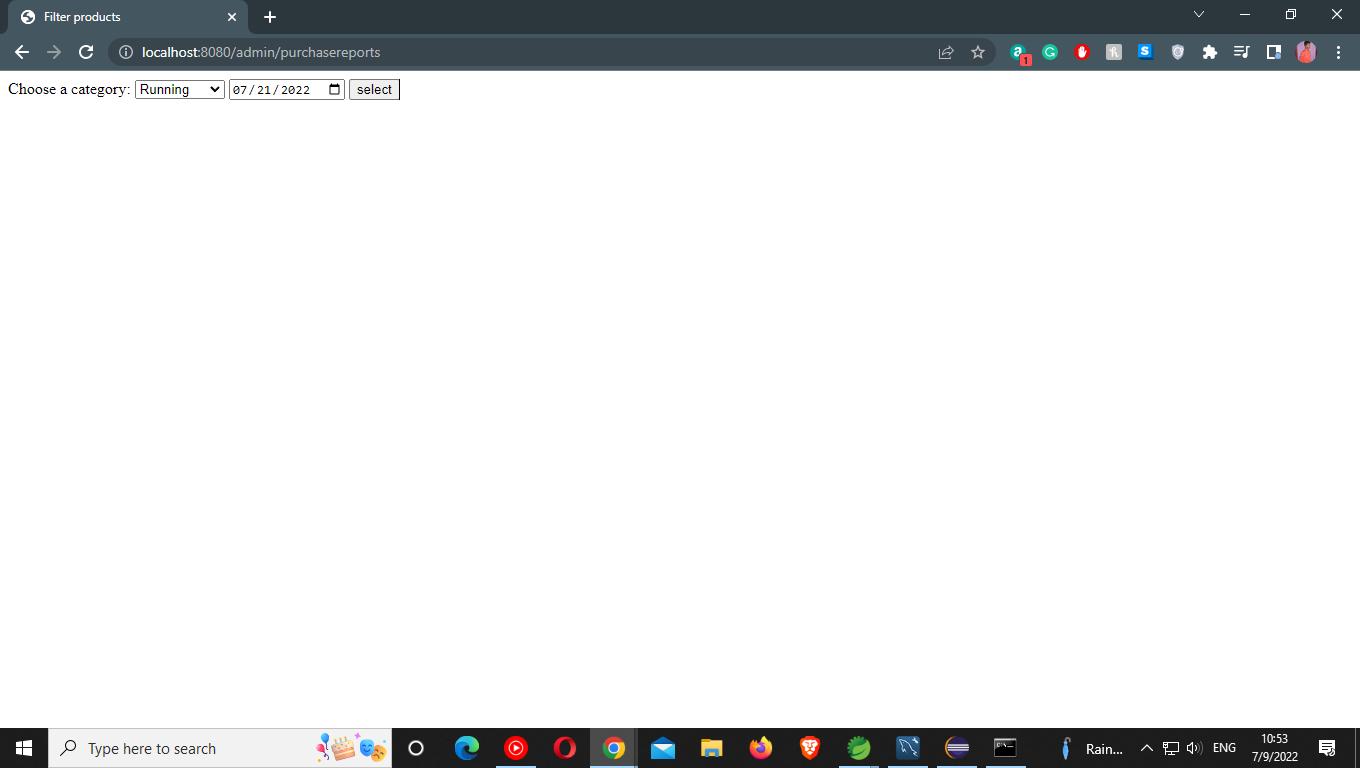 Filter products
localhost:8080/admin/purchasereports
1
Choose a category: Running 07/21/2022 select
Type here to search
Rain...
ENG
10:53
7/9/2022